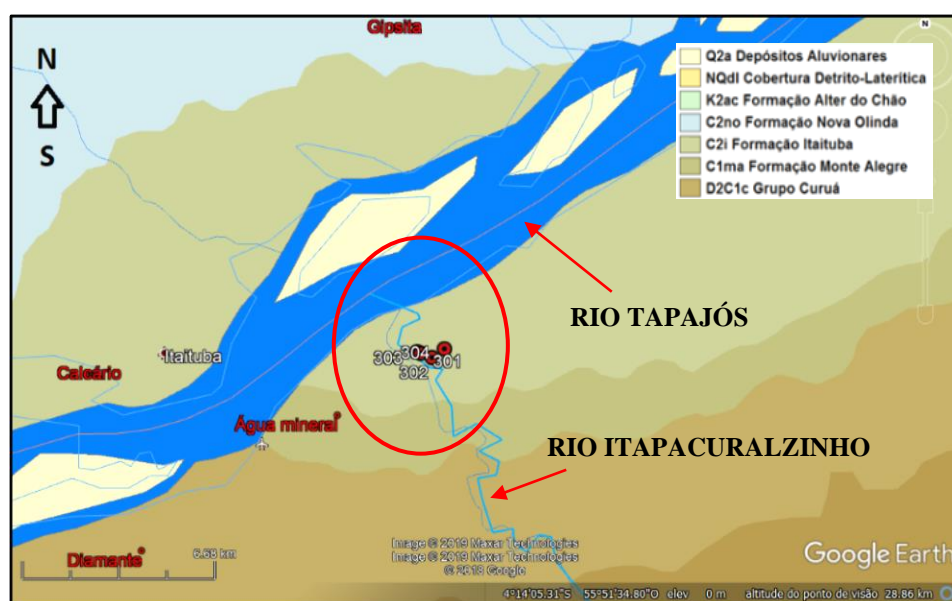 Gipsita
N
S
N
Q2a Depósitos Aluvionares
NQdl Cobertura Detrito-Laterítica
K2ac Formação Alter do Chão
C2no Formação Nova Olinda
C2i Formação Itaituba
C1ma Formação Monte Alegre
D2C1c Grupo Curuá
RIO TAPAJÓS
Itaituba
303 304 301
302
Calcário
Água mineral
RIO ITAPACURALZINHO
Diamante
6.68 km
Image © 2019 Maxar Technologies
Image © 2019 Maxar Technologies
© 2018 Google
Google Earth
4°14'05.31"S 55°51'34.80"O elev 0 m altitude do ponto de visão 28.86 km